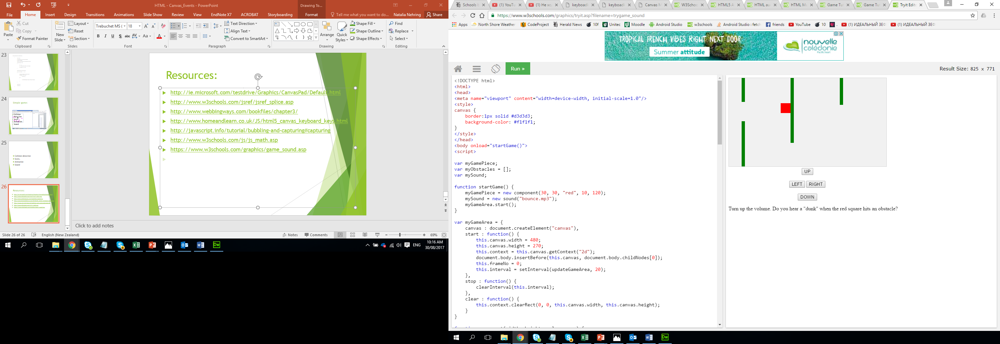 HTML - Canvas_Events - PowerPoint
Drawing To...
File Home Insert Design Transitions Animations Slide Show Review View EndNote X7 ACROBAT Storyboarding Format Tell me what you want to do... Natalia Nehring Share
Paste
Cut
Copy
Format Painter
Clipboard
New Slide
Layout
Reset
Section
Slides
Trebuchet MS ( 18
B I U S abc AV Aa A
Font
Text Direction
Align Text
Convert to SmartArt
Paragraph
Arrange
Quick Styles
Shape Fill
Shape Outline
Shape Effects
Drawing
Find
Replace
Select
Editing
23
24
Simple game:
25
Collision detection
Score,
Animation
Sound
26
Resources:
Resources:
http://ie.microsoft.com/testdrive/Graphics/CanvasPad/Default.html
http://www.w3schools.com/jsref/jsref_splice.asp
http://www.webbingways.com/bookfiles/chapter3/
http://www.homeandlearn.co.uk/JS/html5_canvas_keyboard_keys.html
http://javascript.info/tutorial/bubbling-and-capturing#capturing
http://www.w3schools.com/js/js_math.asp
https://www.w3schools.com/graphics/game_sound.asp
Click to add notes
Slide 26 of 26 English (New Zealand) Notes Comments 69%
ENG
10:16 AM
30/08/2017
Schools b (1) YouTu (1) Не хо keyboadl keyboadl Canvas M W3Schoo HTML5 A HTML au HTML Mu Game Tut Game Tut Tryit Edito
https://www.w3schools.com/graphics/tryit.asp?filename=trygame_sound
Apps North Shore Weather CodeProject Herald News 10f Unitec Moodle Android Studio w3schools Android Studio : fetch friends YouTube 10 . (1) ИДЕАЛЬНЫЙ ЗЕФ (1) ИДЕАЛЬНЫЙ ЗЕФ
TROPICAL FRENCH VIBES RIGHT NEXT DOOR
Summer attitude
nouvelle calédonie
Pacific heart
Run »
Result Size: 825 x 771
<!DOCTYPE html>
<html>
<head>
<meta name="viewport" content="width=device-width, initial-scale=1.0"/>
<style>
canvas {
border:1px solid #d3d3d3;
background-color: #f1f1f1;
}
</style>
</head>
<body onload="startGame()">
<script>
var myGamePiece;
var myObstacles = [];
var mySound;
function startGame() {
myGamePiece = new component(30, 30, "red", 10, 120);
mySound = new sound("bounce.mp3");
myGameArea.start();
}
var myGameArea = {
canvas : document.createElement("canvas"),
start : function() {
this.canvas.width = 480;
this.canvas.height = 270;
this.context = this.canvas.getContext("2d");
document.body.insertBefore(this.canvas, document.body.childNodes[0]);
this.frameNo = 0;
this.interval = setInterval(updateGameArea, 20);
},
stop : function() {
clearInterval(this.interval);
},
clear : function() {
this.context.clearRect(0, 0, this.canvas.width, this.canvas.height);
}
}
UP
LEFT RIGHT
DOWN
Turn up the volume. Do you hear a "dunk" when the red square hits an obstacle?